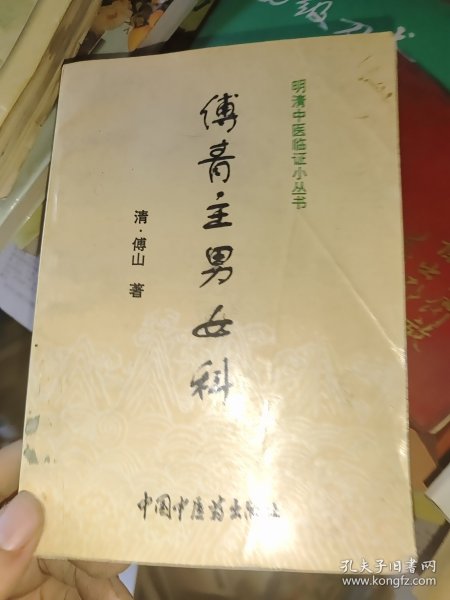 明清中医临证小丛书
傅青主男女科
清·傅山 著
中国中医药出版社
孔夫子旧书网
www.kongfz.com